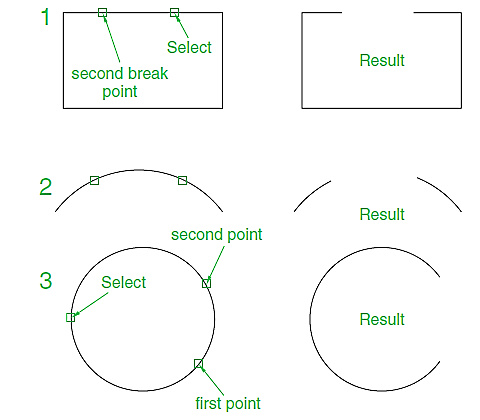 1
Select
second break
point
Result
2
Result
second point
3
Select
Result
first point